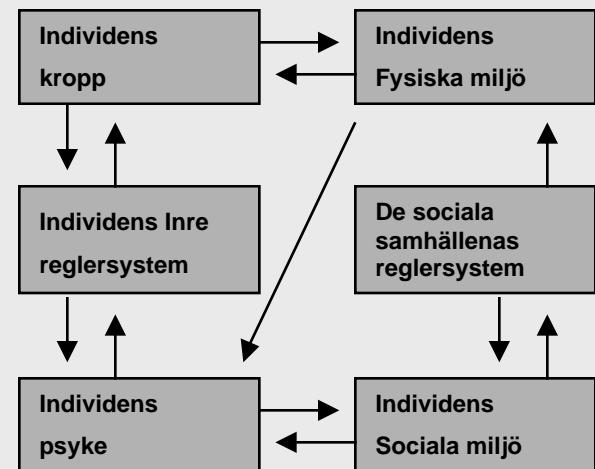 Individens
kropp
Individens
Fysiska miljö
Individens Inre
reglersystem
De sociala
samhällenas
reglersystem
Individens
psyke
Individens
Sociala miljö